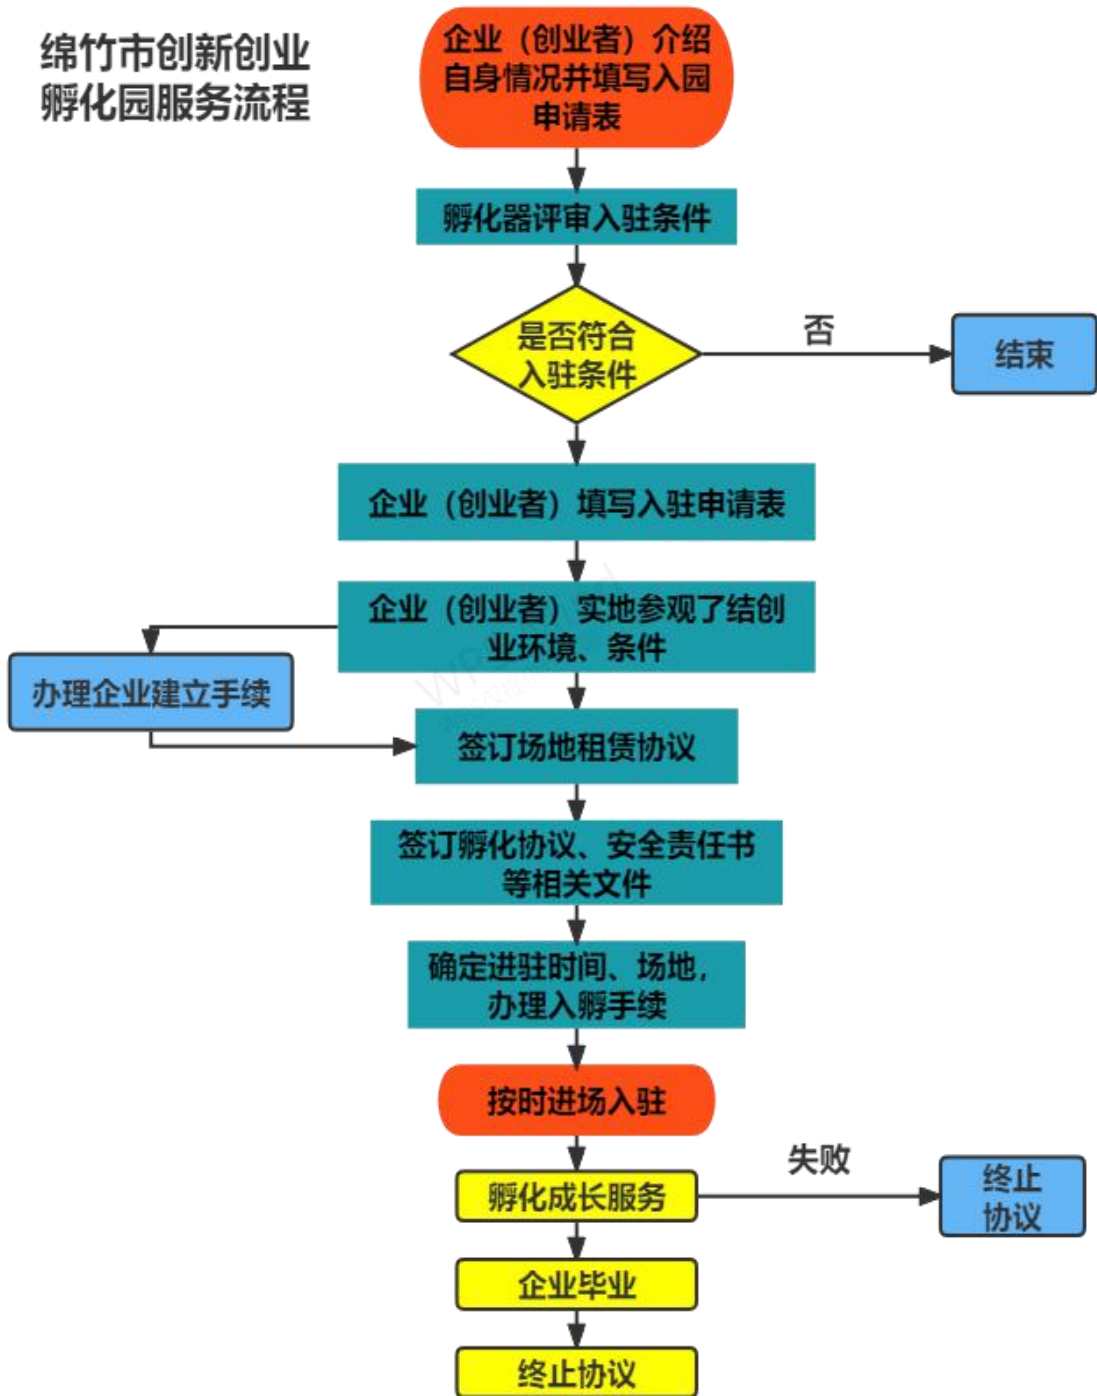 绵竹市创新创业
孵化园服务流程
企业（创业者）介绍
自身情况并填写入园
申请表
孵化器评审入驻条件
是否符合
入驻条件
否
结束
企业（创业者）填写入驻申请表
企业（创业者）实地参观了结创
业环境、条件
办理企业建立手续
签订场地租赁协议
签订孵化协议、安全责任书
等相关文件
确定进驻时间、场地，
办理入孵手续
按时进场入驻
孵化成长服务
失败
终止
协议
企业毕业
终止协议